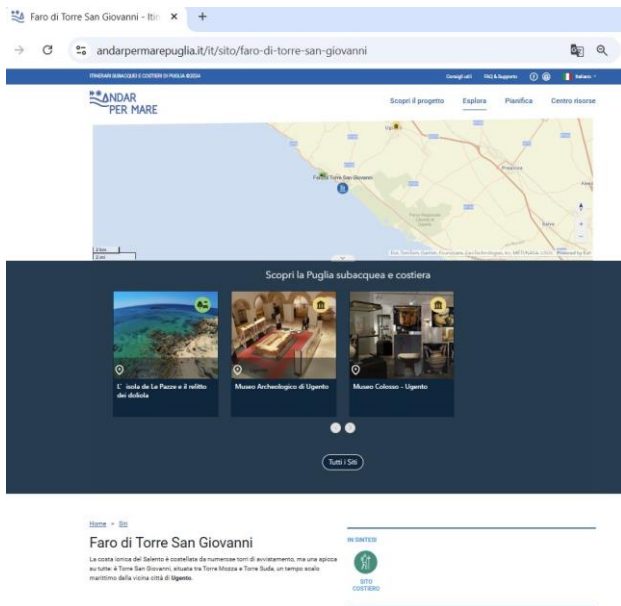 Faro di Torre San Giovanni - Itin
andarpermarepuglia.it/it/sito/faro-di-torre-san-giovanni
ITINERARI SUBACQUEI E COSTIERI DI PUGLIA ©2024
Consigli utili FAQ & Supporto Italiano
ANDAR
PER MARE
Scopri il progetto Esplora Pianifica Centro risorse
Faro di Torre San Giovanni
Scopri la Puglia subacquea e costiera
L' isola de Le Pazze e il relitto
dei doliola
Museo Archeologico di Ugento
Museo Colosso - Ugento
Tutti i Siti
Home > Siti
Faro di Torre San Giovanni
La costa ionica del Salento è costellata da numerose torri di avvistamento, ma una spicca
su tutte: è Torre San Giovanni, situata tra Torre Mozza e Torre Suda, un tempo scalo
marittimo della vicina città di Ugento.
IN SINTESI
SITO
COSTIERO